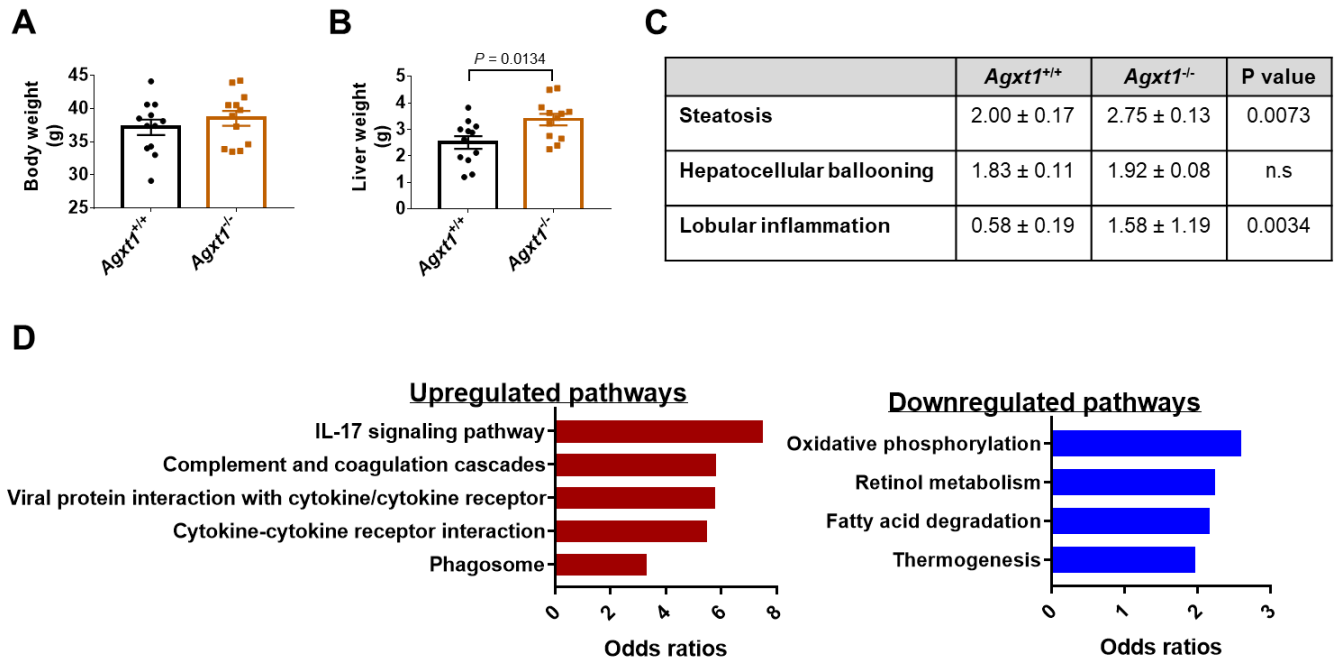 A
Body weight
(g)
45
40
35
30
25
Agxt1+/+
Agxt1-/-
B
P = 0.0134
Liver weight
(g)
5
4
3
2
1
0
Agxt1+/+
Agxt1-/-
C
Agxt1+/+ Agxt1-/- P value
Steatosis 2.00 ± 0.17 2.75 ± 0.13 0.0073
Hepatocellular ballooning 1.83 ± 0.11 1.92 ± 0.08 n.s
Lobular inflammation 0.58 ± 0.19 1.58 ± 1.19 0.0034
D
Upregulated pathways
IL-17 signaling pathway
Complement and coagulation cascades
Viral protein interaction with cytokine/cytokine receptor
Cytokine-cytokine receptor interaction
Phagosome
0 2 4 6 8
Odds ratios
Downregulated pathways
Oxidative phosphorylation
Retinol metabolism
Fatty acid degradation
Thermogenesis
0 1 2 3
Odds ratios